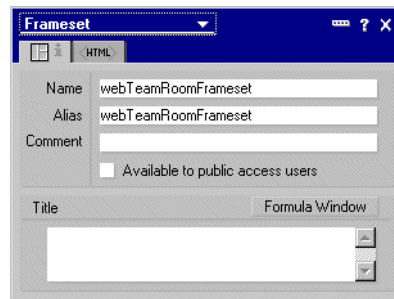 Frameset ? X
i <HTML>
Name webTeamRoomFrameset
Alias webTeamRoomFrameset
Comment
Available to public access users
Title Formula Window